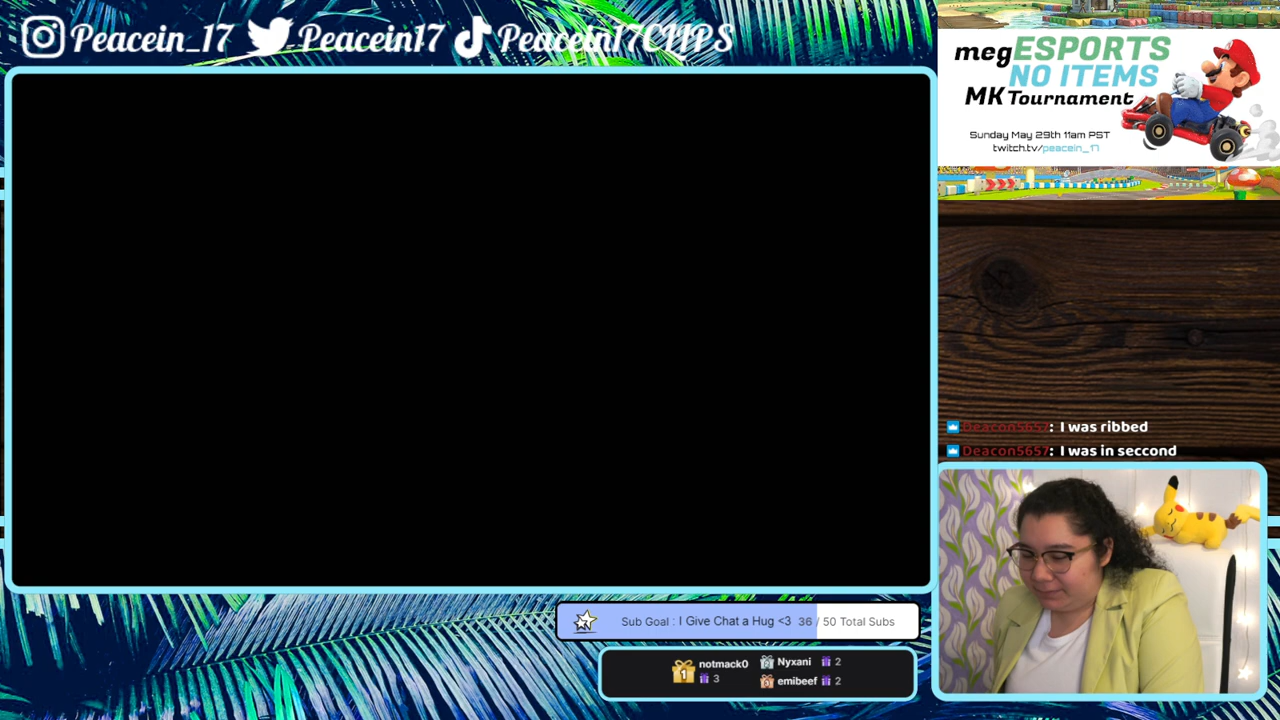 Peacein_17 Peacein17 Peacein17ClIPS
megESPORTS
NO ITEMS
MK Tournament
Sunday May 29th 11am PST
twitch.tv/peacein_17
Deacon5657: I was ribbed
Deacon5657: I was in seccond
Sub Goal : I Give Chat a Hug <3 36 / 50 Total Subs
1 notmack0 3
Nyxani 2
emibeef 2